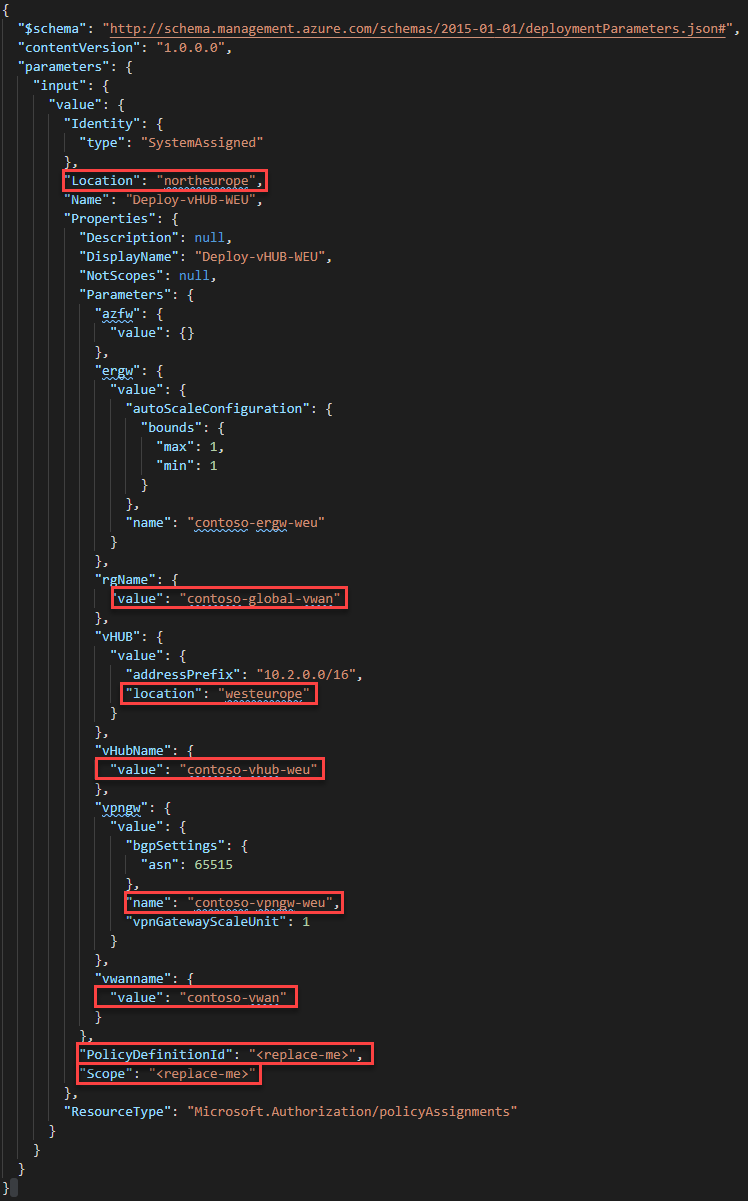 {
"$schema": "http://schema.management.azure.com/schemas/2015-01-01/deploymentParameters.json#",
"contentVersion": "1.0.0.0",
"parameters": {
"input": {
"value": {
"Identity": {
"type": "SystemAssigned"
},
"Location": "northeurope",
"Name": "Deploy-vHUB-WEU",
"Properties": {
"Description": null,
"DisplayName": "Deploy-vHUB-WEU",
"NotScopes": null,
"Parameters": {
"azfw": {
"value": {}
},
"ergw": {
"value": {
"autoScaleConfiguration": {
"bounds": {
"max": 1,
"min": 1
}
},
"name": "contoso-ergw-weu"
}
},
"rgName": {
"value": "contoso-global-vwan"
},
"vHUB": {
"value": {
"addressPrefix": "10.2.0.0/16",
"location": "westeurope"
}
},
"vHubName": {
"value": "contoso-vhub-weu"
},
"vpngw": {
"value": {
"bgpSettings": {
"asn": 65515
},
"name": "contoso-vpngw-weu",
"vpnGatewayScaleUnit": 1
}
},
"vwanname": {
"value": "contoso-vwan"
}
},
"PolicyDefinitionId": "<replace-me>",
"Scope": "<replace-me>"
},
"ResourceType": "Microsoft.Authorization/policyAssignments"
}
}
}
}